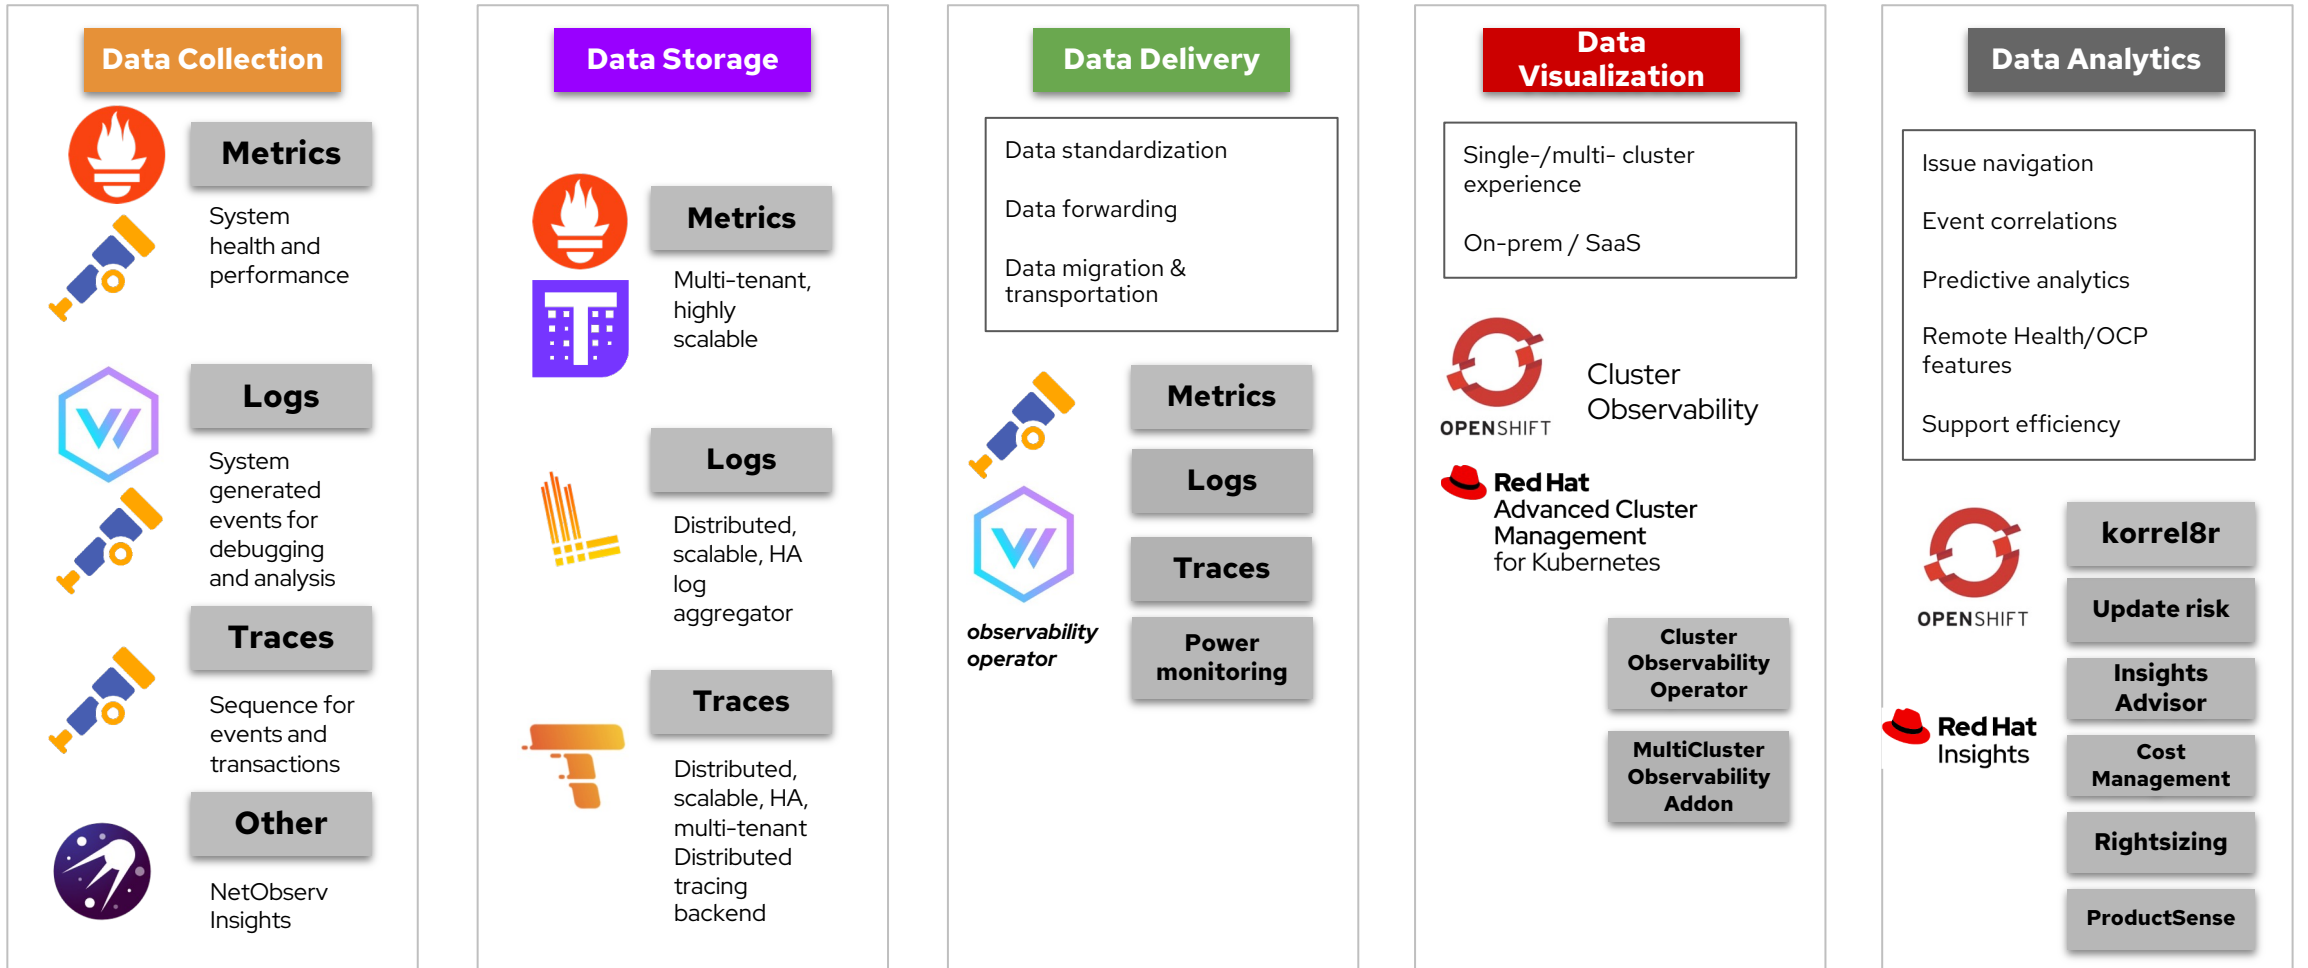 Data Collection
Metrics
System
health and
performance
Logs
System
generated
events for
debugging
and analysis
Traces
Sequence for
events and
transactions
Other
NetObserv
Insights
Data Storage
Metrics
Multi-tenant,
highly
scalable
Logs
Distributed,
scalable, HA
log
aggregator
Traces
Distributed,
scalable, HA,
multi-tenant
Distributed
tracing
backend
Data Delivery
Data standardization
Data forwarding
Data migration &
transportation
Metrics
Logs
Traces
observability
operator
Power
monitoring
Data
Visualization
Single-/multi- cluster
experience
On-prem / SaaS
OPENSHIFT
Cluster
Observability
Red Hat
Advanced Cluster
Management
for Kubernetes
Cluster
Observability
Operator
MultiCluster
Observability
Addon
Data Analytics
Issue navigation
Event correlations
Predictive analytics
Remote Health/OCP
features
Support efficiency
OPENSHIFT
korrel8r
Update risk
Insights
Advisor
Red Hat
Insights
Cost
Management
Rightsizing
ProductSense